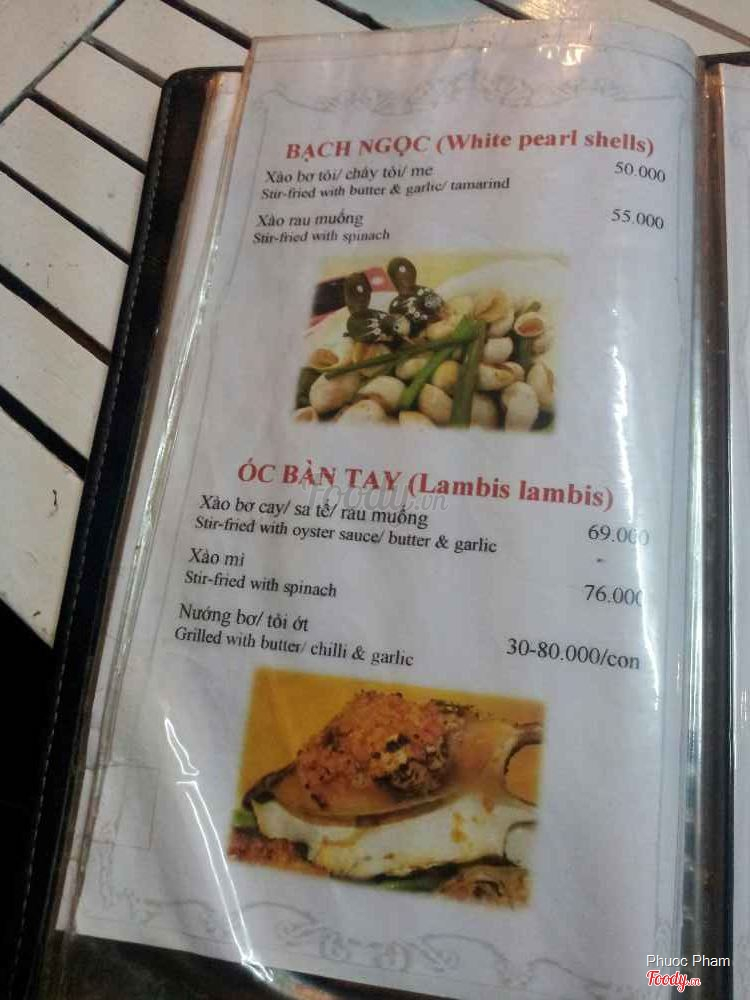 BẠCH NGỌC (White pearl shells)
Xào bơ tỏi/ cháy tỏi/ me 50.000
Stir-fried with butter & garlic/ tamarind
Xào rau muống 55.000
Stir-fried with spinach
ÓC BÀN TAY (Lambis lambis)
Foody.vn
Xào bơ cay/ sa tế/ rau muống 69.000
Stir-fried with oyster sauce/ butter & garlic
Xào mì 76.000
Stir-fried with spinach
Nướng bơ/ tỏi ớt 30-80.000/con
Grilled with butter/ chilli & garlic
Phuoc Pham
Foody.vn